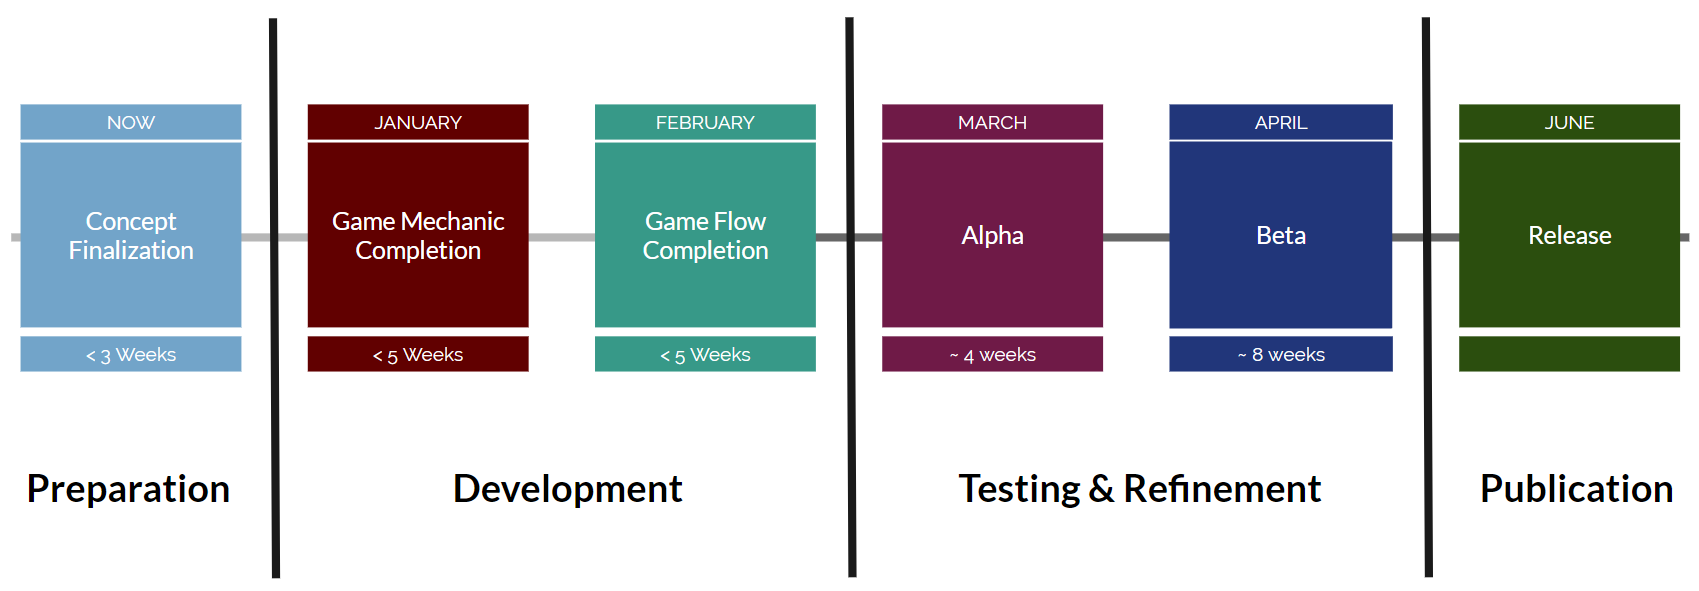 NOW
Concept
Finalization
< 3 Weeks
JANUARY
Game Mechanic
Completion
< 5 Weeks
FEBRUARY
Game Flow
Completion
< 5 Weeks
MARCH
Alpha
~ 4 weeks
APRIL
Beta
~ 8 weeks
JUNE
Release
Preparation
Development
Testing & Refinement
Publication